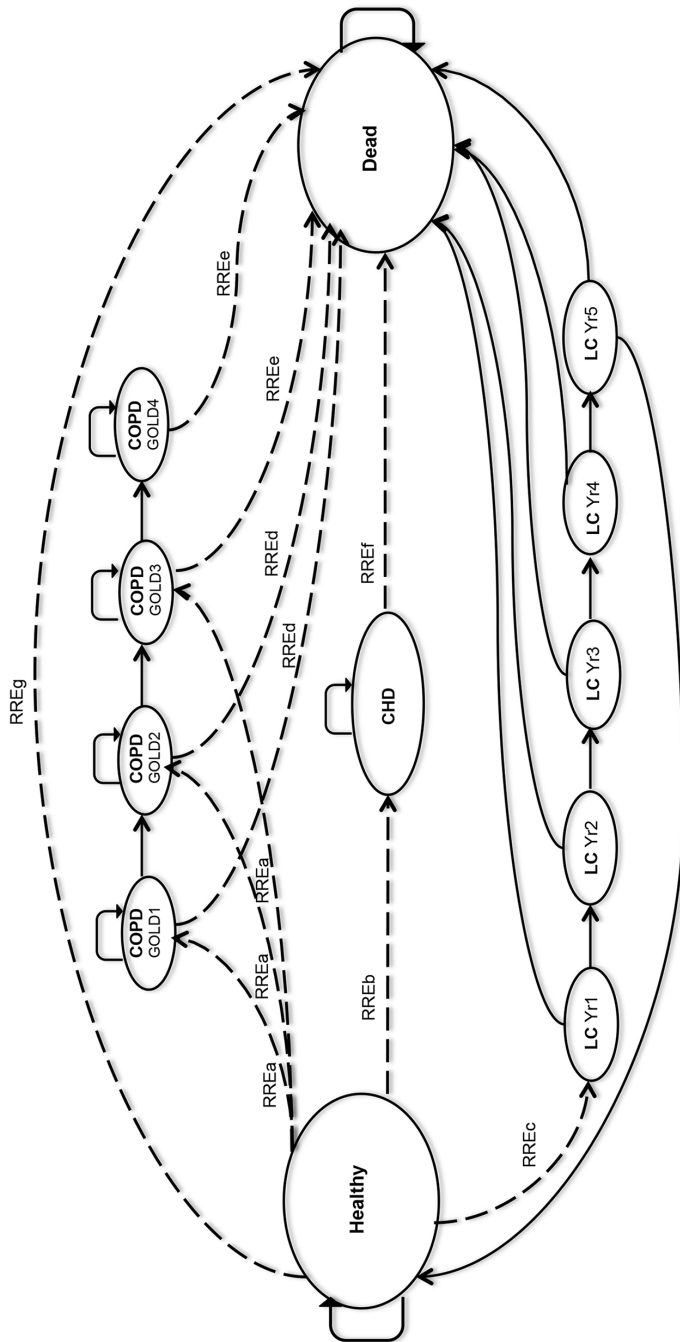 RREg
COPD
GOLD1
COPD
GOLD2
COPD
GOLD3
COPD
GOLD4
RREe
RREe
RREd
RREd
RREa
RREa
RREa
Healthy
RREb
CHD
RREf
Dead
RREc
LC Yr1
LC Yr2
LC Yr3
LC Yr4
LC Yr5